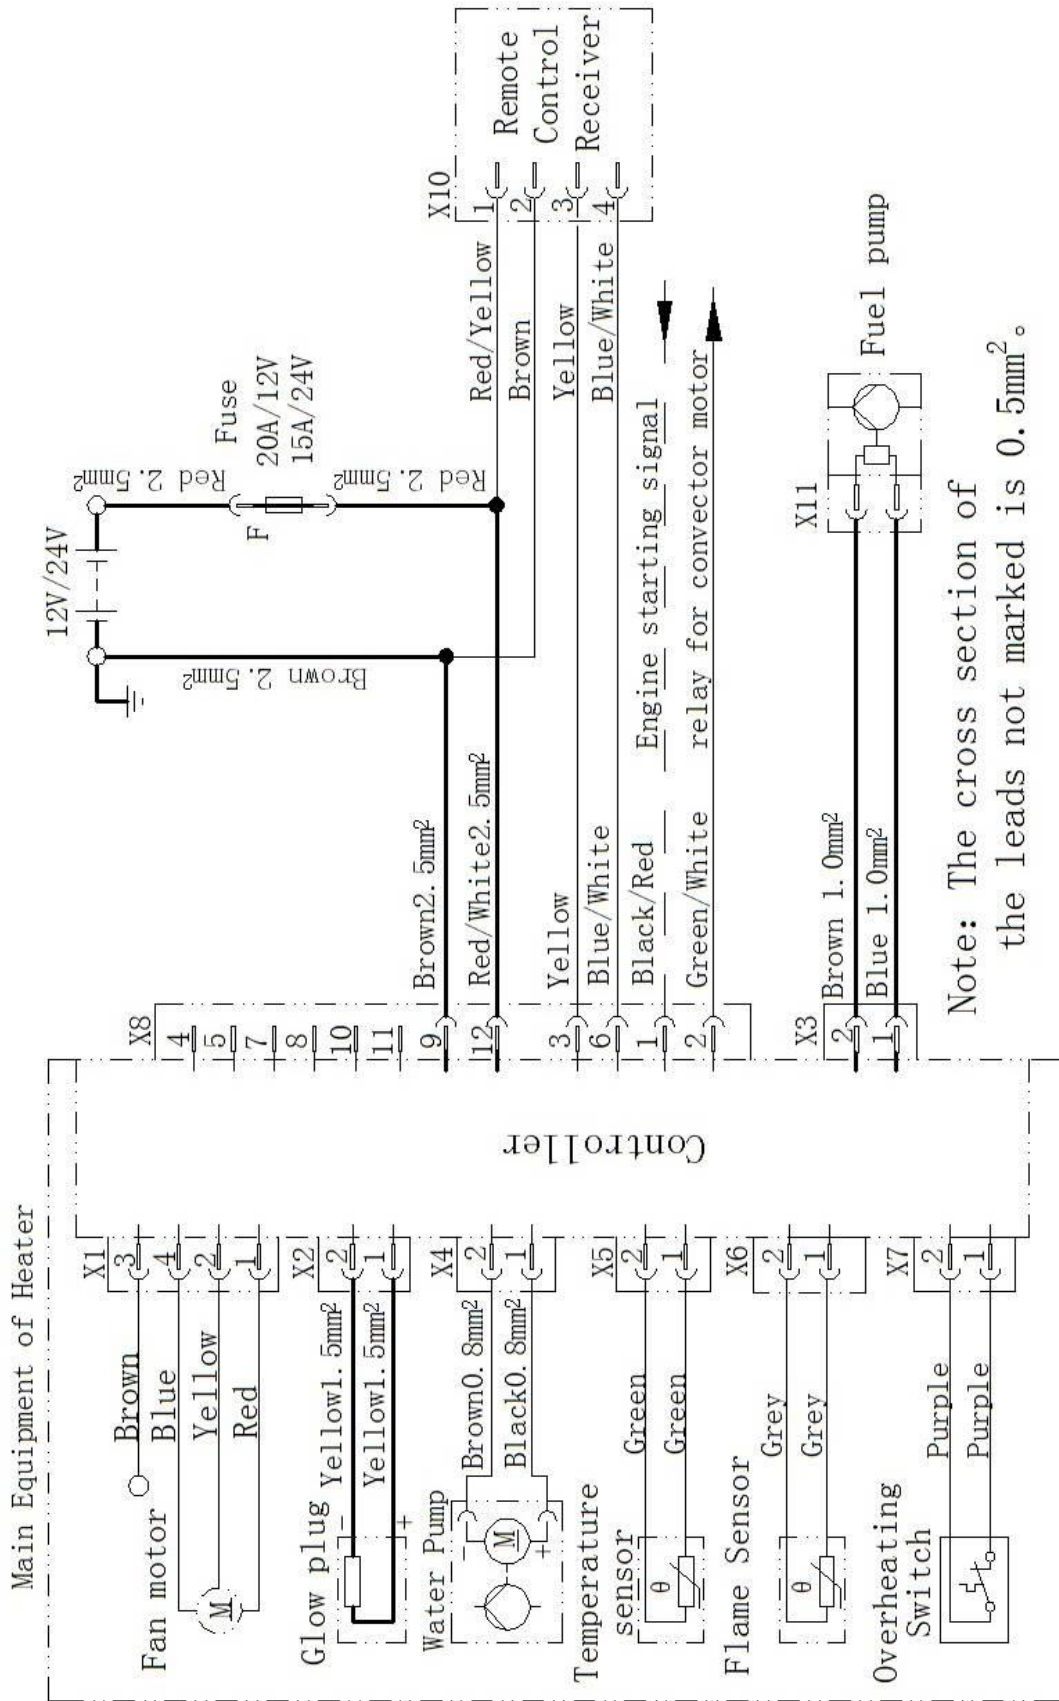 Main Equipment of Heater
Fan motor
M
Brown
Blue
Yellow
Red
X1
3
4
2
1
Glow plug
-
+
Yellow1.5mm²
Yellow1.5mm²
X2
2
1
Water Pump
M
-
+
Brown0.8mm²
Black0.8mm²
X4
2
1
Temperature
sensor
θ
Green
Green
X5
2
1
Flame Sensor
θ
Grey
Grey
X6
2
1
Overheating
Switch
Purple
Purple
X7
2
1
Controller
X8
4
5
7
8
10
11
9
12
3
6
1
2
Brown2.5mm²
Red/White2.5mm²
Yellow
Blue/White
Black/Red
Green/White
Engine starting signal
relay for convector motor
X3
2
1
Brown 1.0mm²
Blue 1.0mm²
X11
Fuel pump
12V/24V
Brown 2.5mm²
Red 2.5mm²
Red 2.5mm²
F
Fuse
20A/12V
15A/24V
Red/Yellow
Brown
Yellow
Blue/White
X10
1
2
3
4
Remote
Control
Receiver
Note: The cross section of
the leads not marked is 0.5mm²。